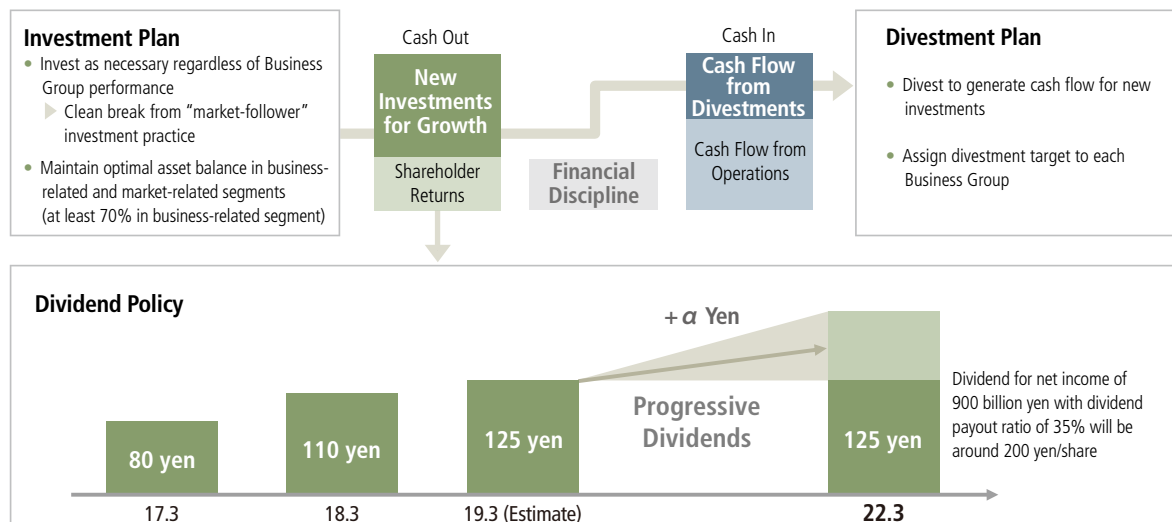 Investment Plan
• Invest as necessary regardless of Business
Group performance
Clean break from “market-follower”
investment practice
• Maintain optimal asset balance in business-
related and market-related segments
(at least 70% in business-related segment)
Cash Out
New
Investments
for Growth
Shareholder
Returns
Financial
Discipline
Cash In
Cash Flow
from
Divestments
Cash Flow from
Operations
Divestment Plan
• Divest to generate cash flow for new
investments
• Assign divestment target to each
Business Group
Dividend Policy
80 yen
110 yen
125 yen
+α Yen
Progressive
Dividends
125 yen
Dividend for net income of
900 billion yen with dividend
payout ratio of 35% will be
around 200 yen/share
17.3
18.3
19.3 (Estimate)
22.3